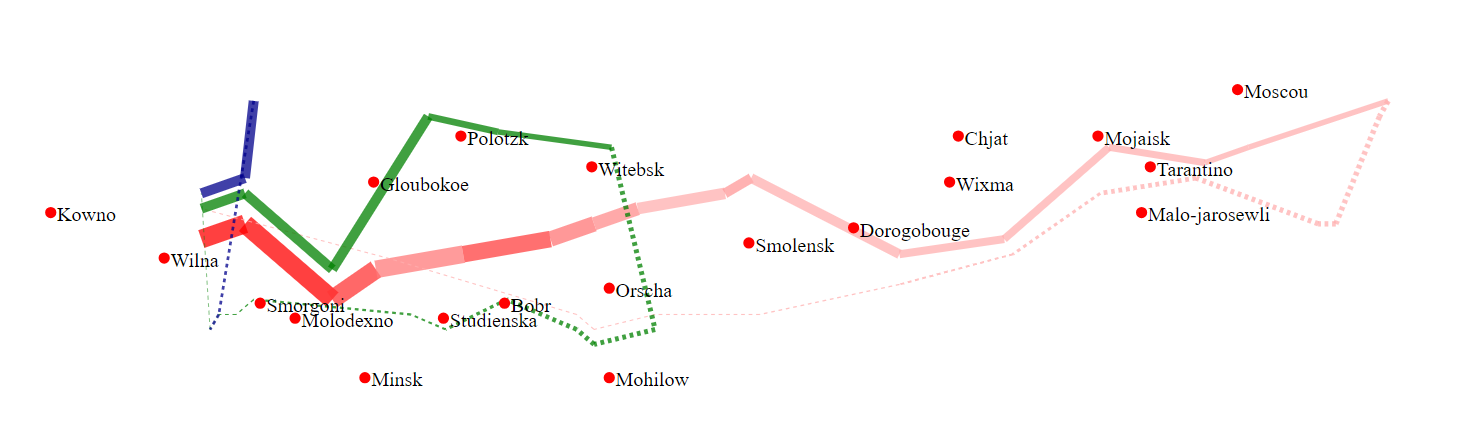 Moscou
Polotzk
Chjat
Mojaisk
Witebsk
Tarantino
Gloubokoe
Wixma
Kowno
Malo-jarosewli
Dorogobouge
Smolensk
Wilna
Orscha
Smorgoni
Bobr
Molodexno
Studienska
Minsk
Mohilow